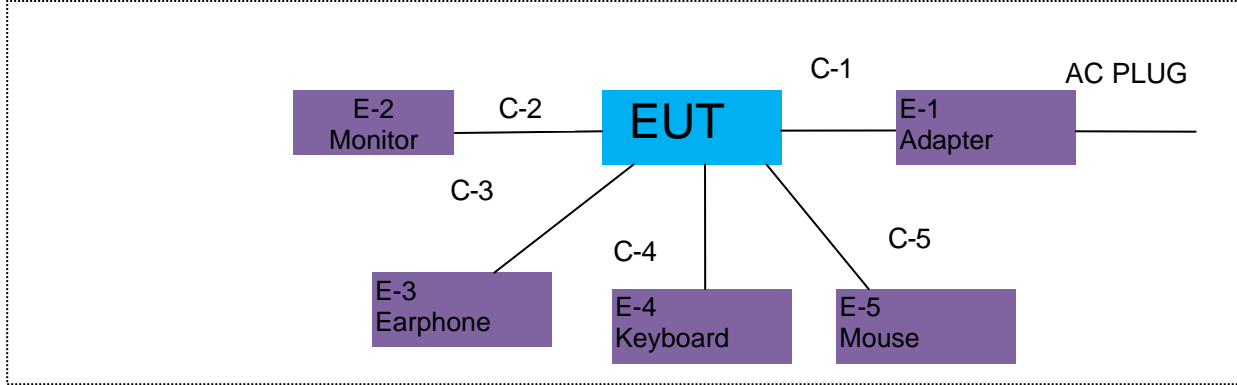 C-1
AC PLUG
E-2
Monitor
C-2
EUT
E-1
Adapter
C-3
C-4
C-5
E-3
Earphone
E-4
Keyboard
E-5
Mouse